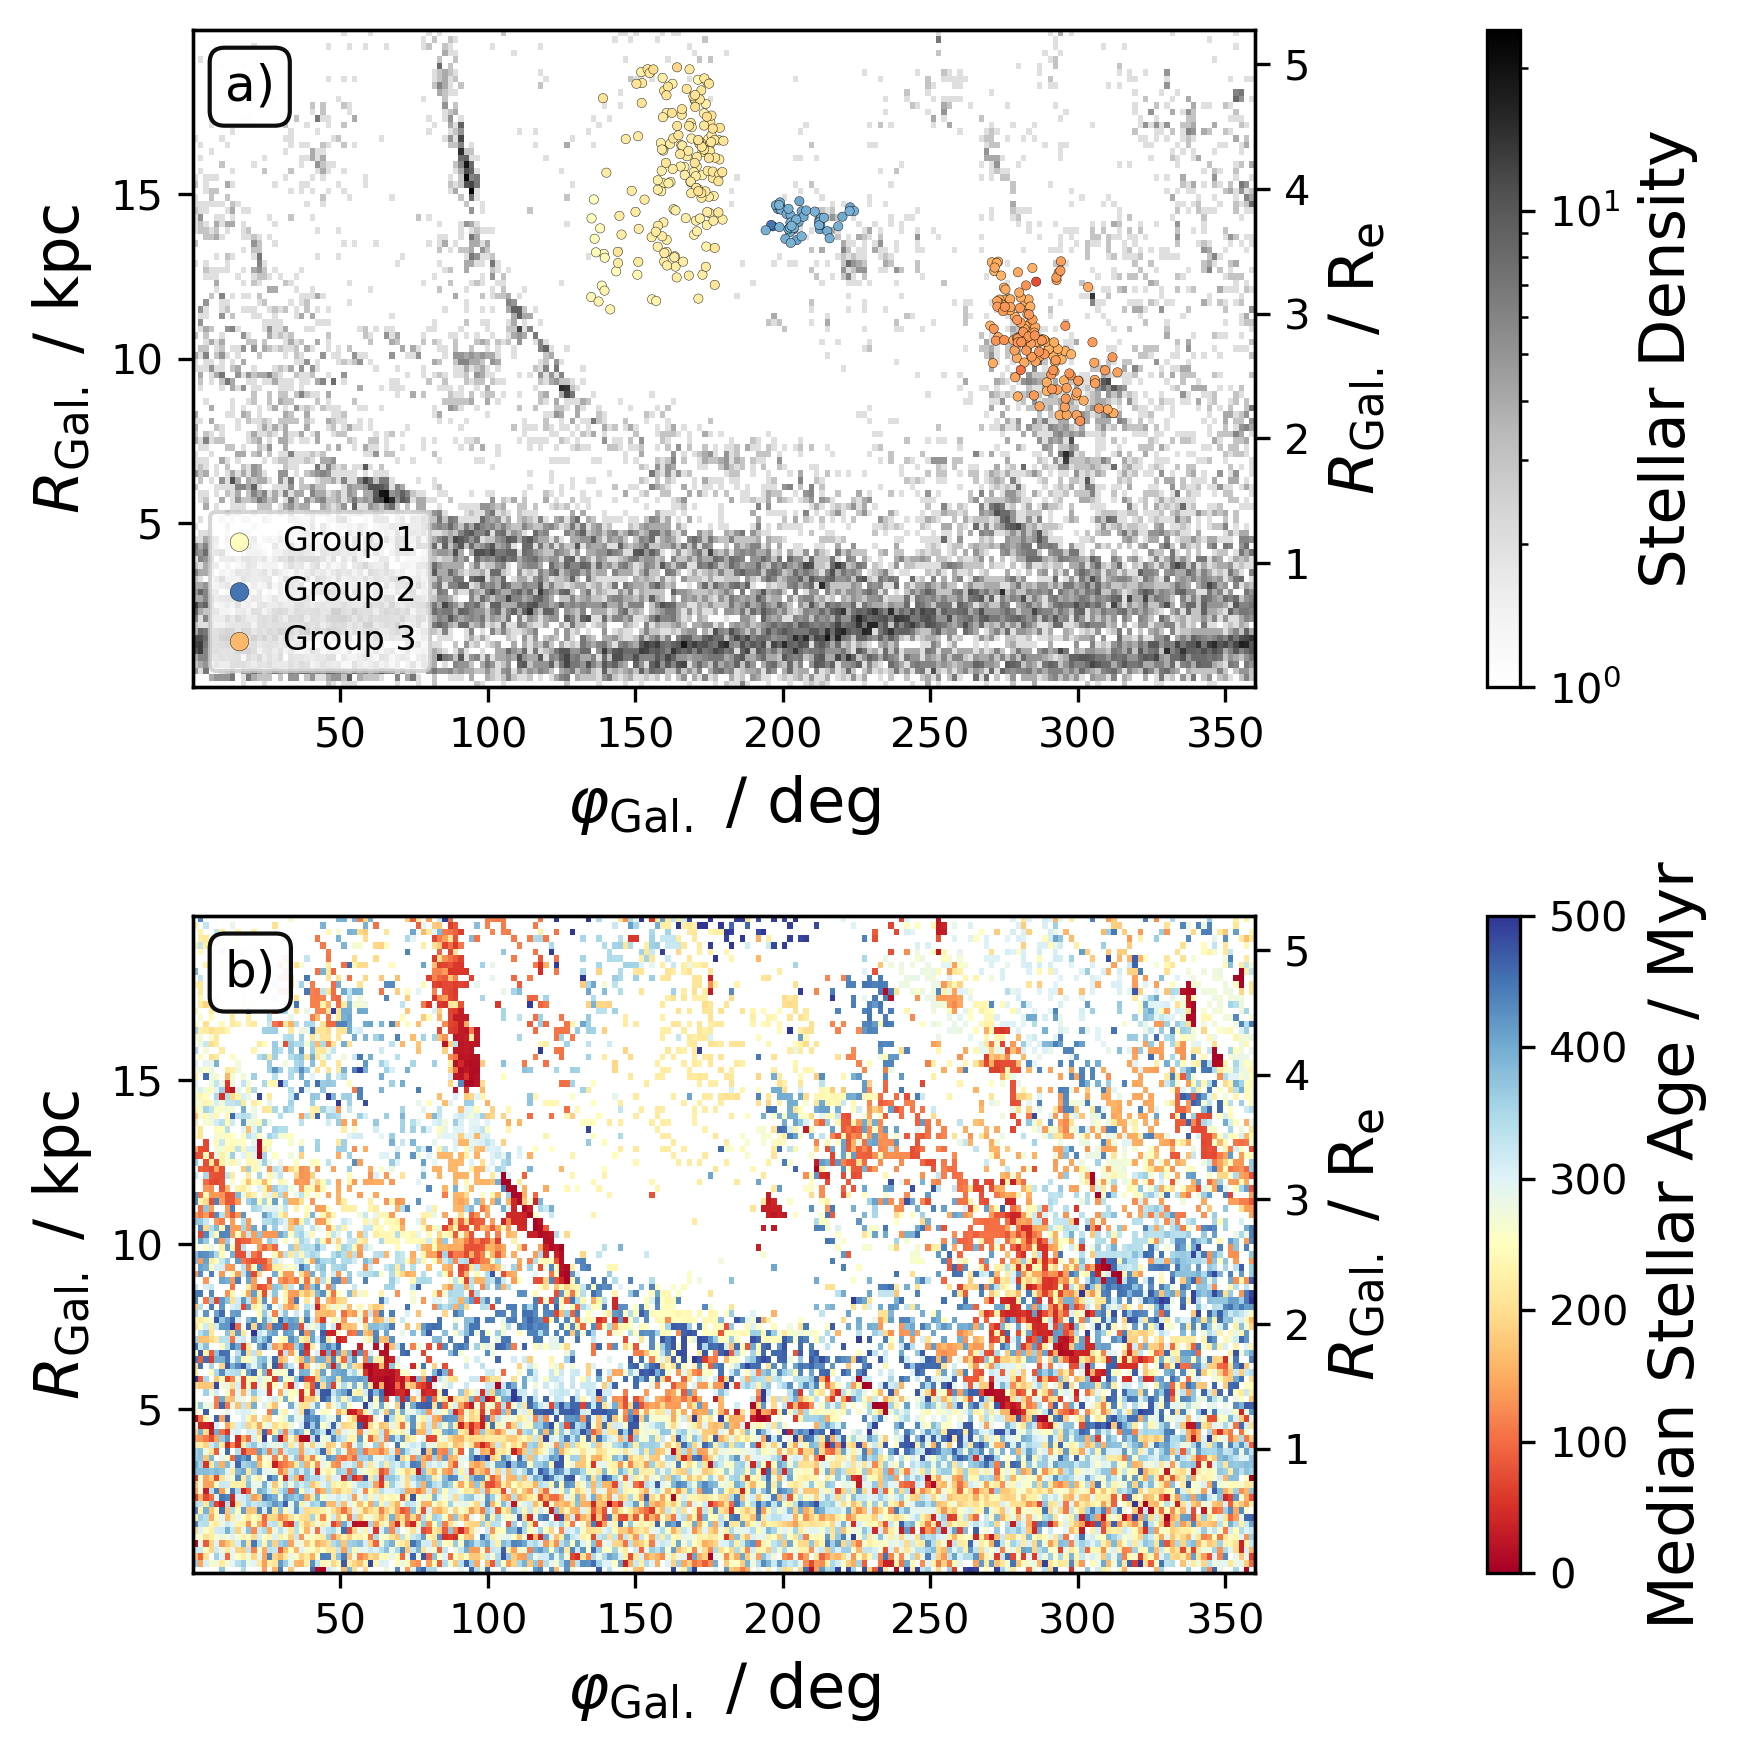 a)
R_Gal. / kpc
15
10
5
Group 1
Group 2
Group 3
50 100 150 200 250 300 350
φ_Gal. / deg
5
4
3
2
1
R_Gal. / R_e
10^1
10^0
Stellar Density
b)
R_Gal. / kpc
15
10
5
50 100 150 200 250 300 350
φ_Gal. / deg
5
4
3
2
1
R_Gal. / R_e
500
400
300
200
100
0
Median Stellar Age / Myr